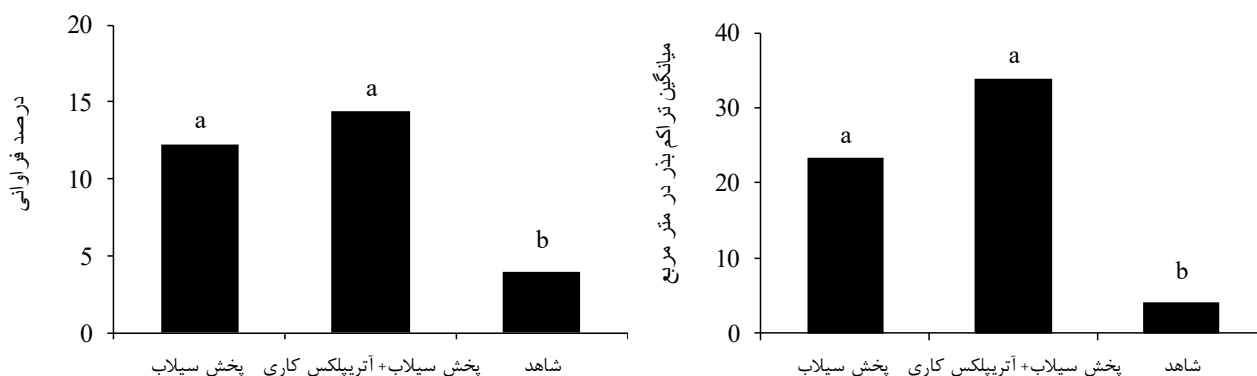 درصد فراوانی
20
15
10
5
0
a
a
b
پخش سیلاب
پخش سیلاب+ آتریپلکس کاری
شاهد
میانگین تراکم بذر در متر مربع
40
30
20
10
0
a
a
b
پخش سیلاب
پخش سیلاب+ آتریپلکس کاری
شاهد